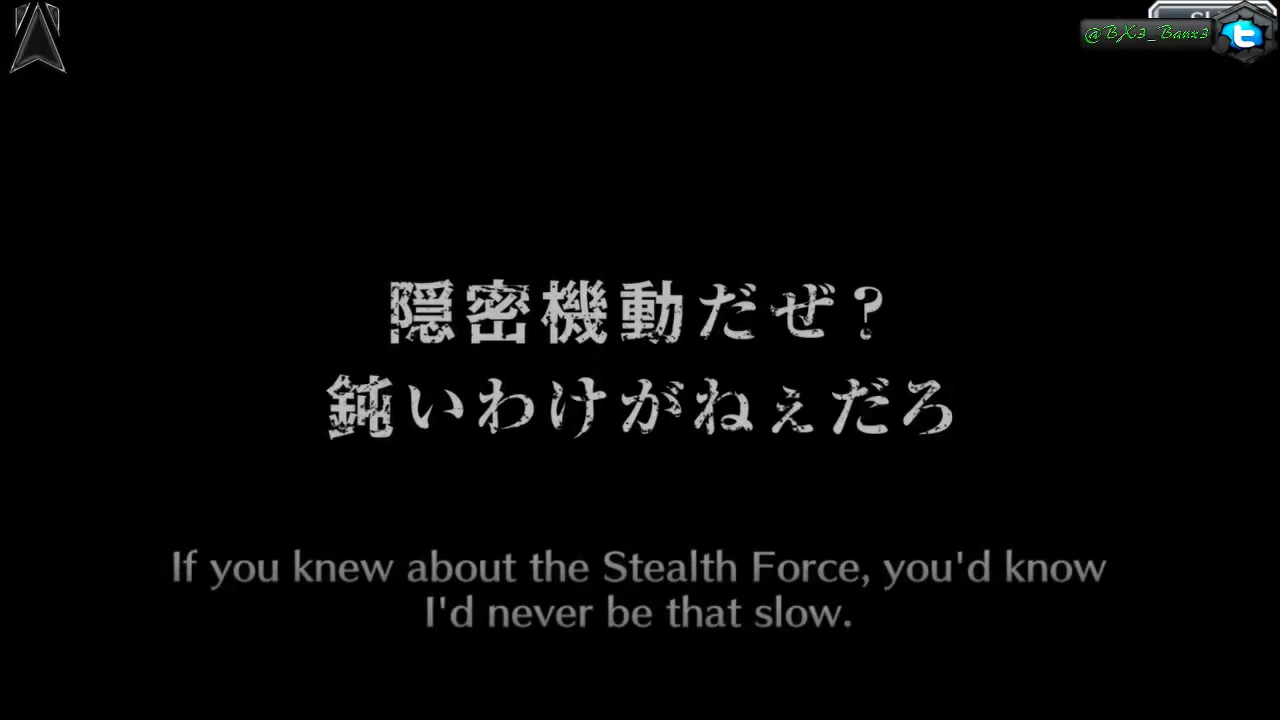 @BX3_Banx3
隠密機動だぜ?
鈍いわけがねぇだろ
If you knew about the Stealth Force, you'd know
I'd never be that slow.